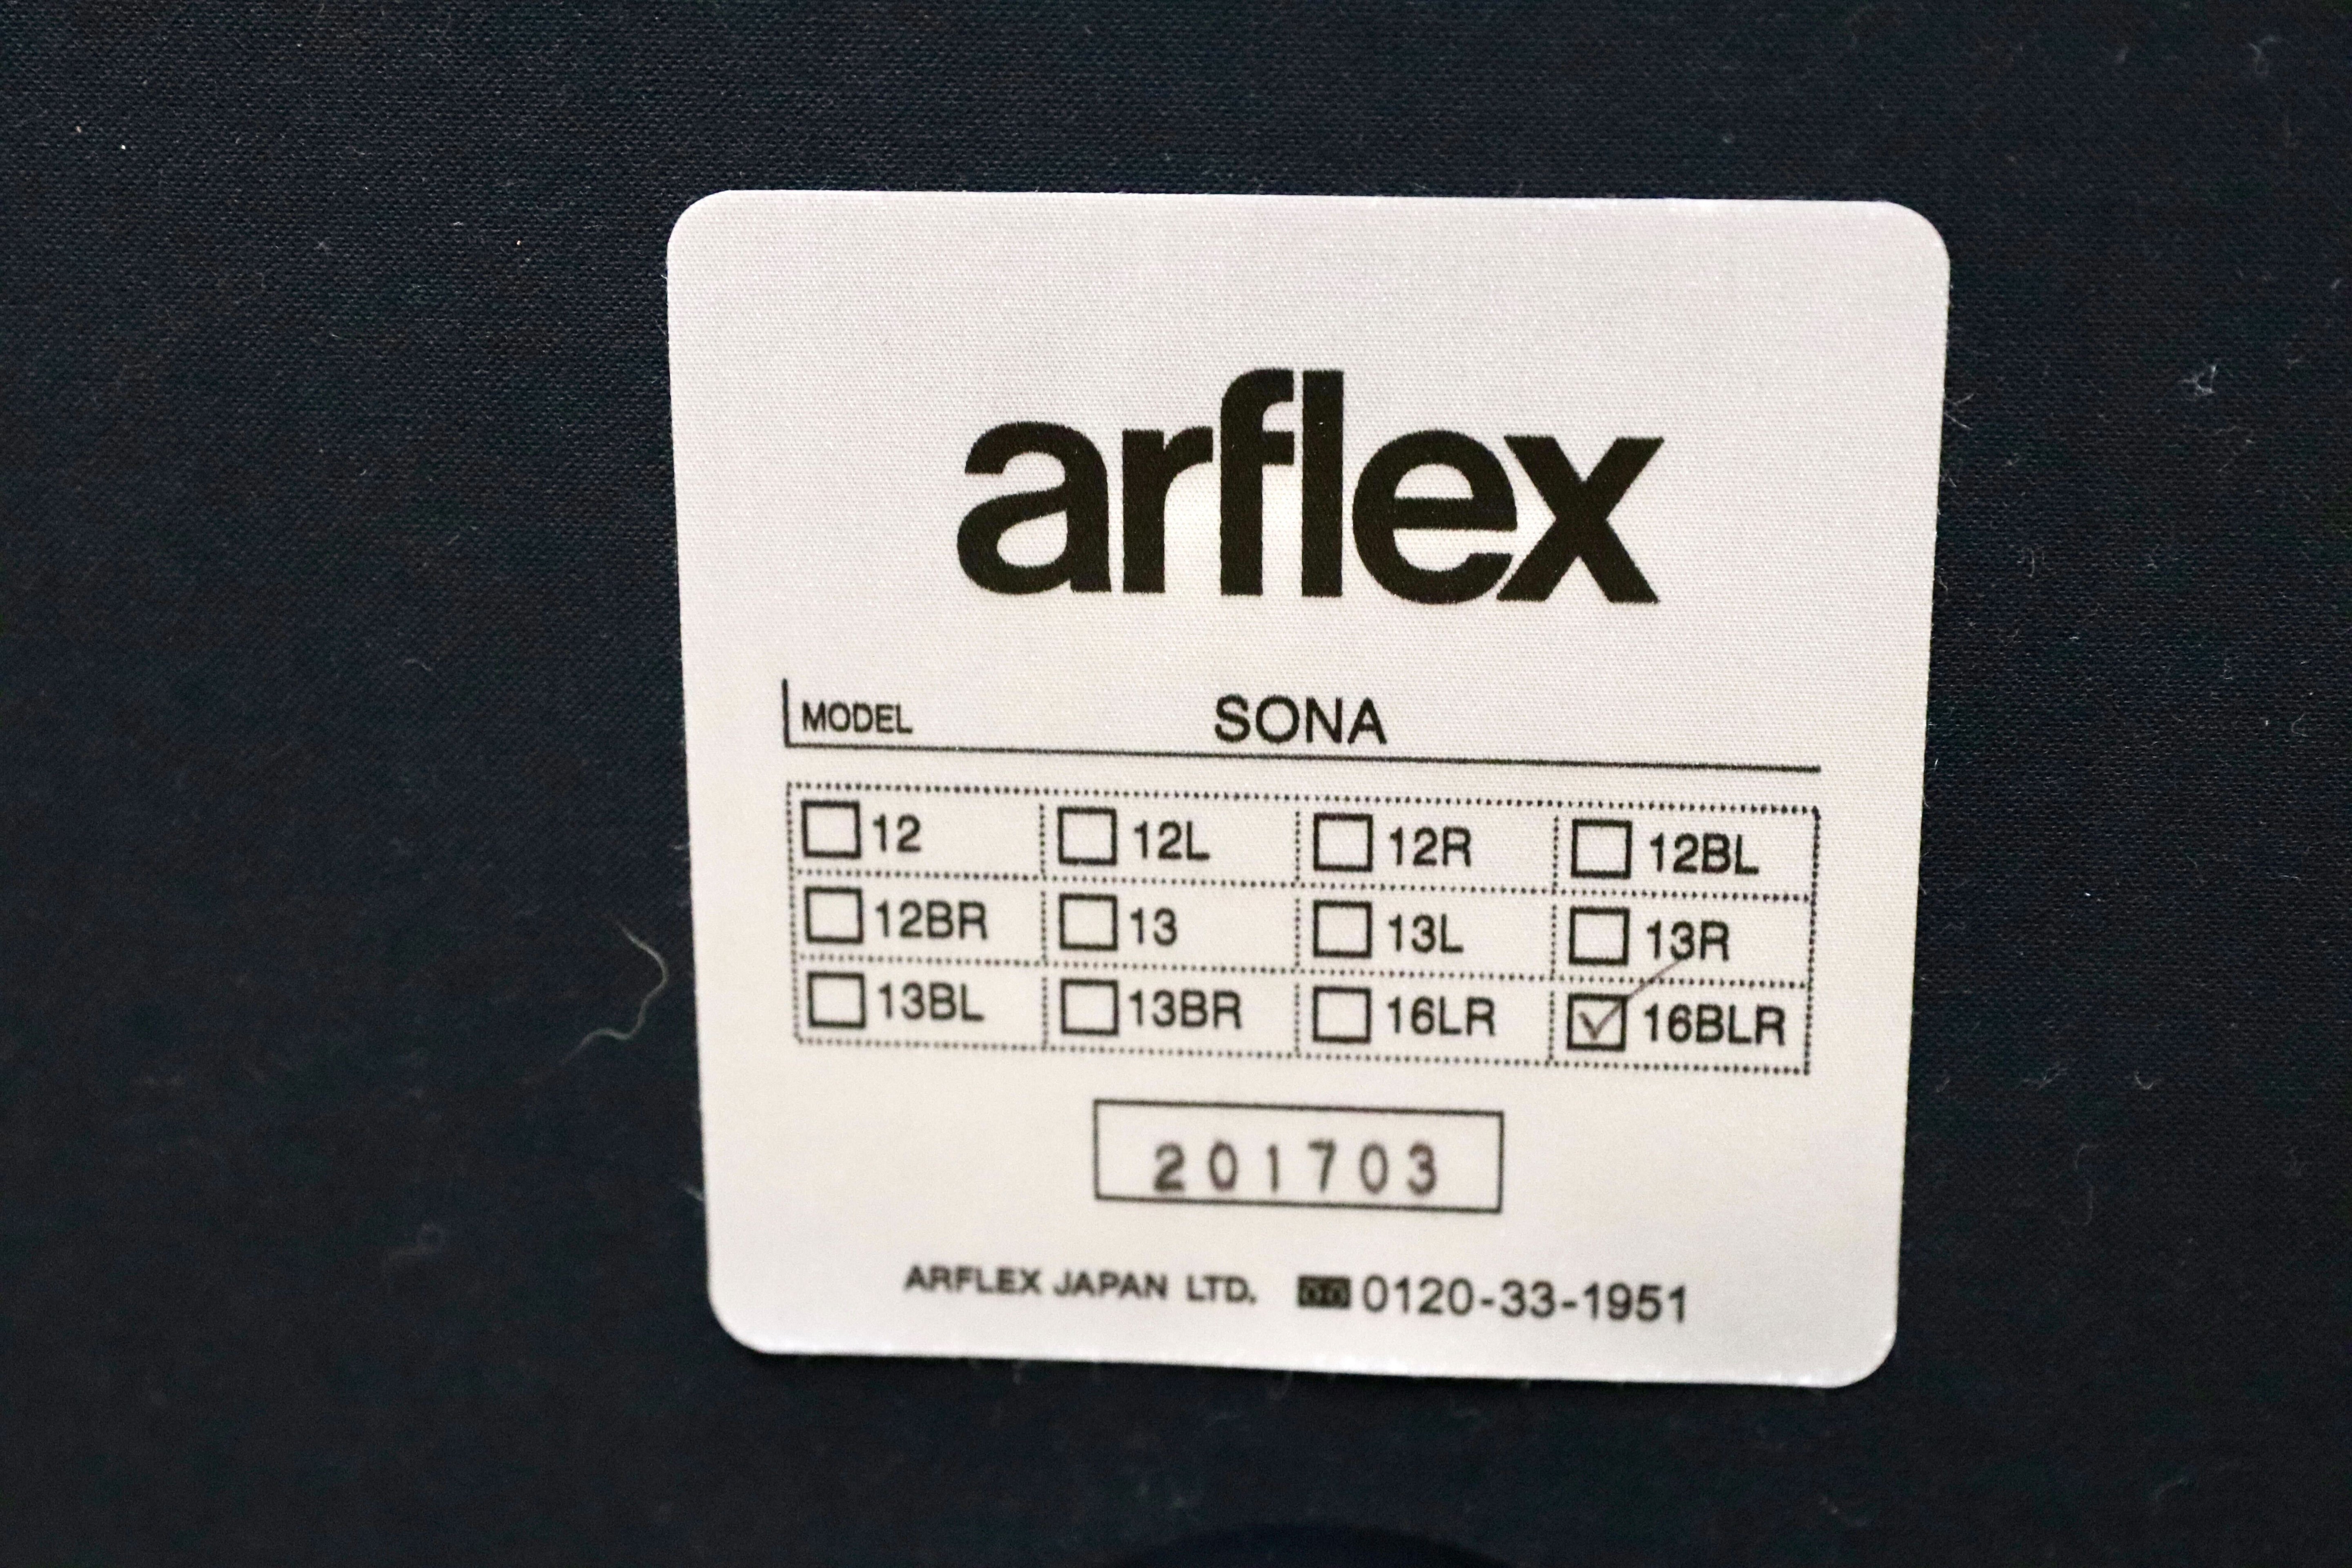 arflex
MODEL SONA
12 12L 12R 12BL
12BR 13 13L 13R
13BL 13BR 16LR 16BLR
201703
ARFLEX JAPAN LTD. 0120-33-1951